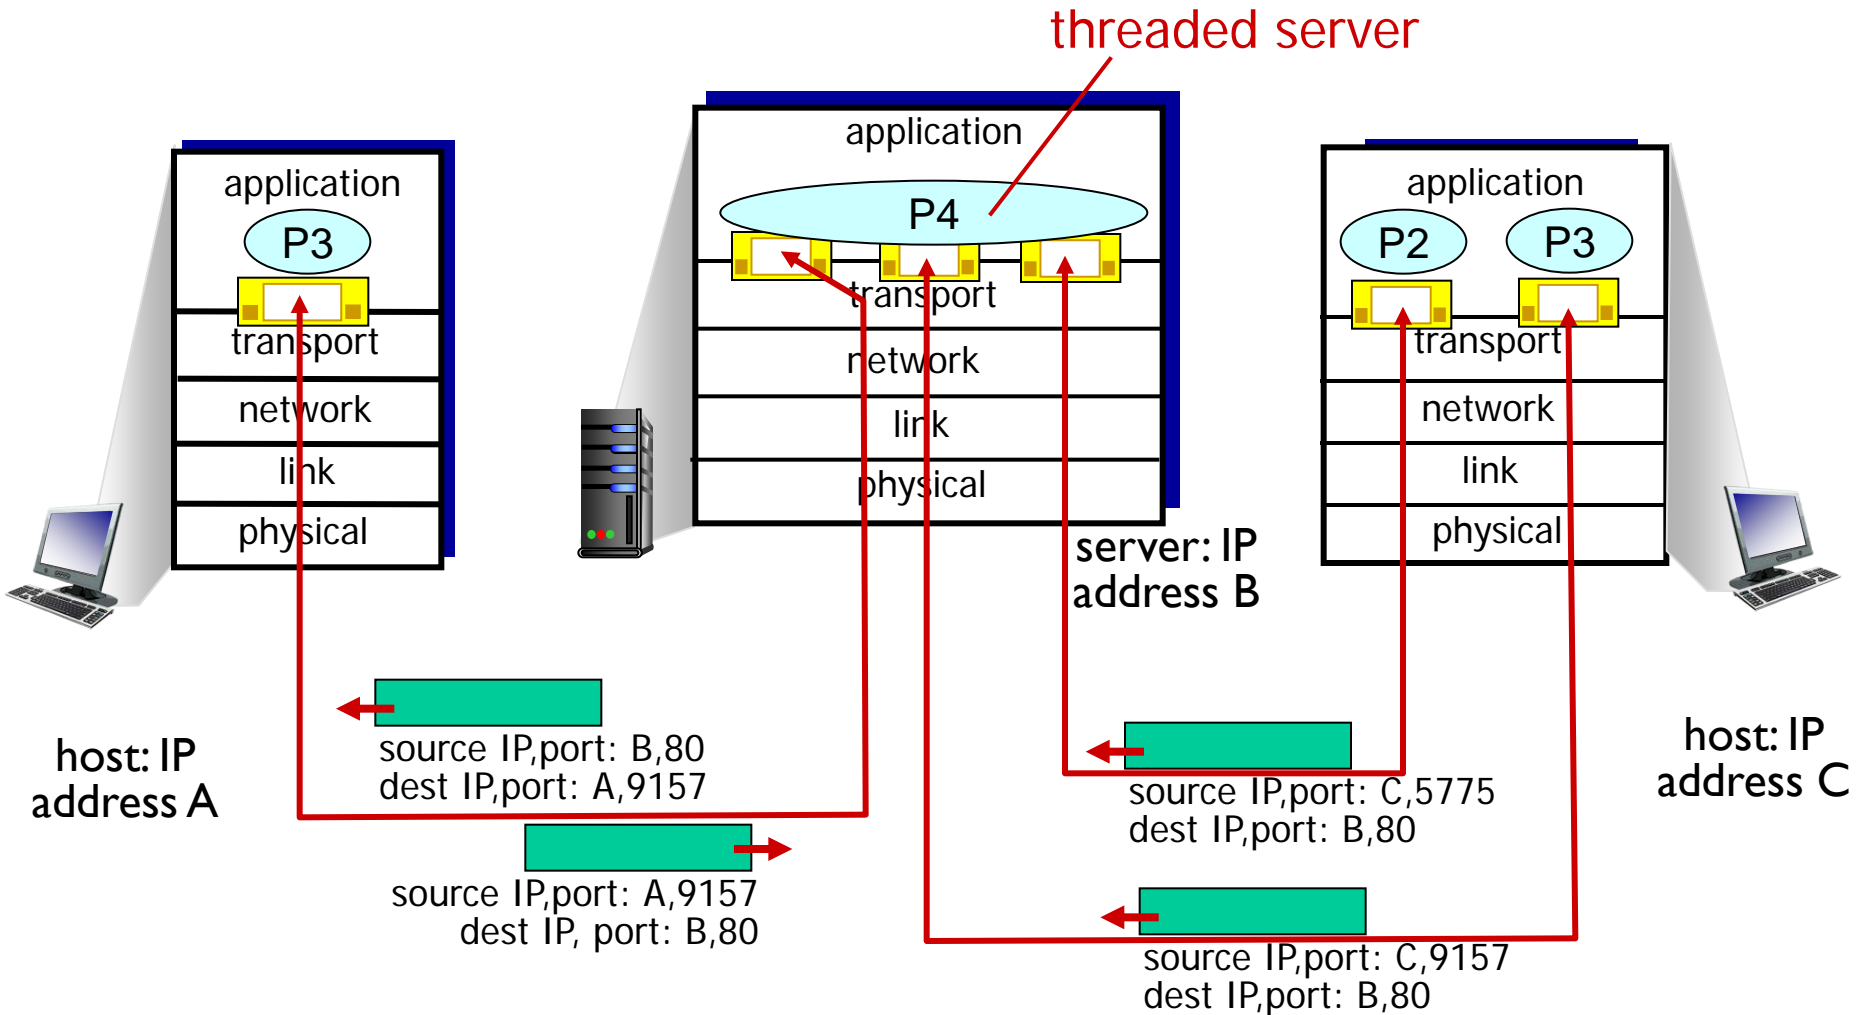 threaded server
application
P3
transport
network
link
physical
application
P4
transport
network
link
physical
application
P2
P3
transport
network
link
physical
server: IP
address B
host: IP
address A
source IP,port: B,80
dest IP,port: A,9157
source IP,port: A,9157
dest IP, port: B,80
source IP,port: C,5775
dest IP,port: B,80
source IP,port: C,9157
dest IP,port: B,80
host: IP
address C